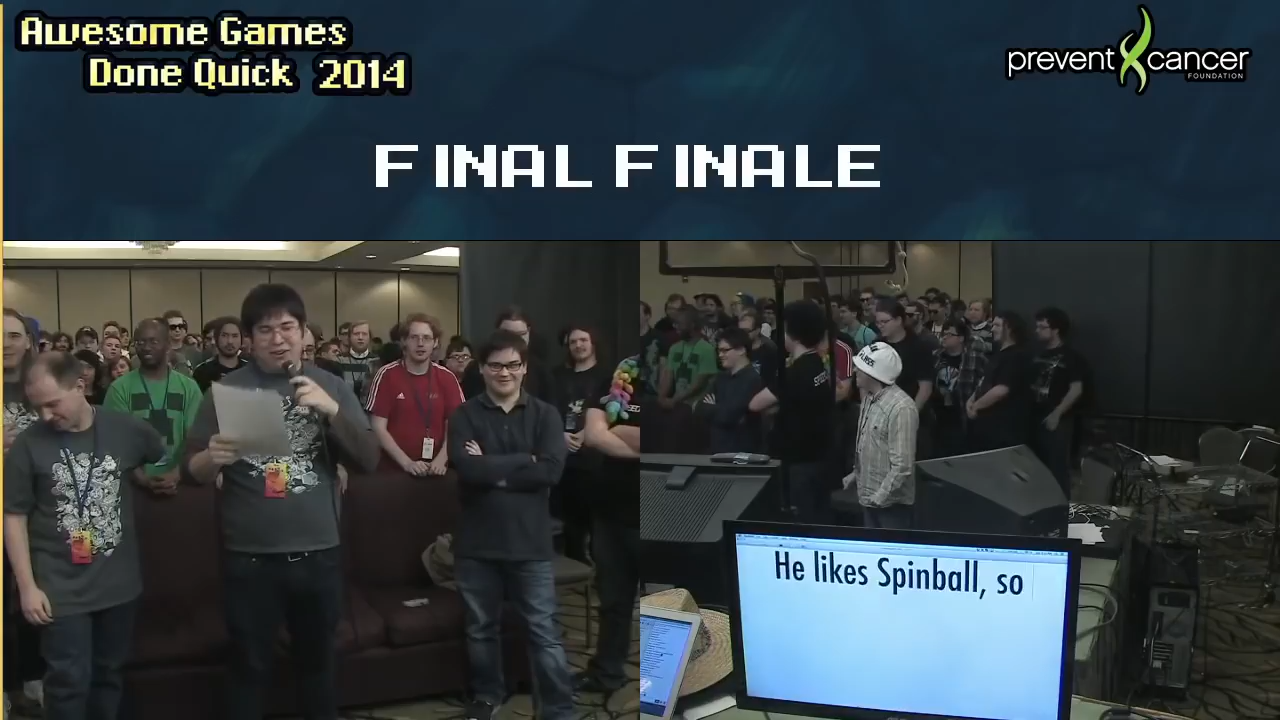 Awesome Games
Done Quick 2014
prevent cancer
FOUNDATION
FINAL FINALE
He likes Spinball, so